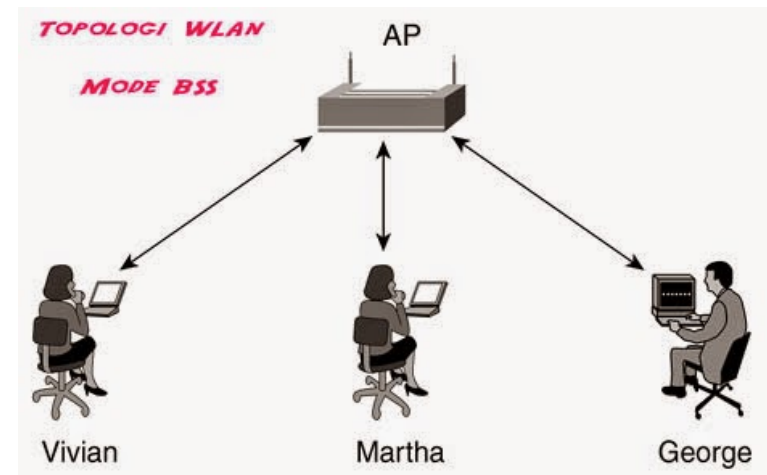 TOPOLOGI WLAN
MODE BSS
AP
Vivian
Martha
George